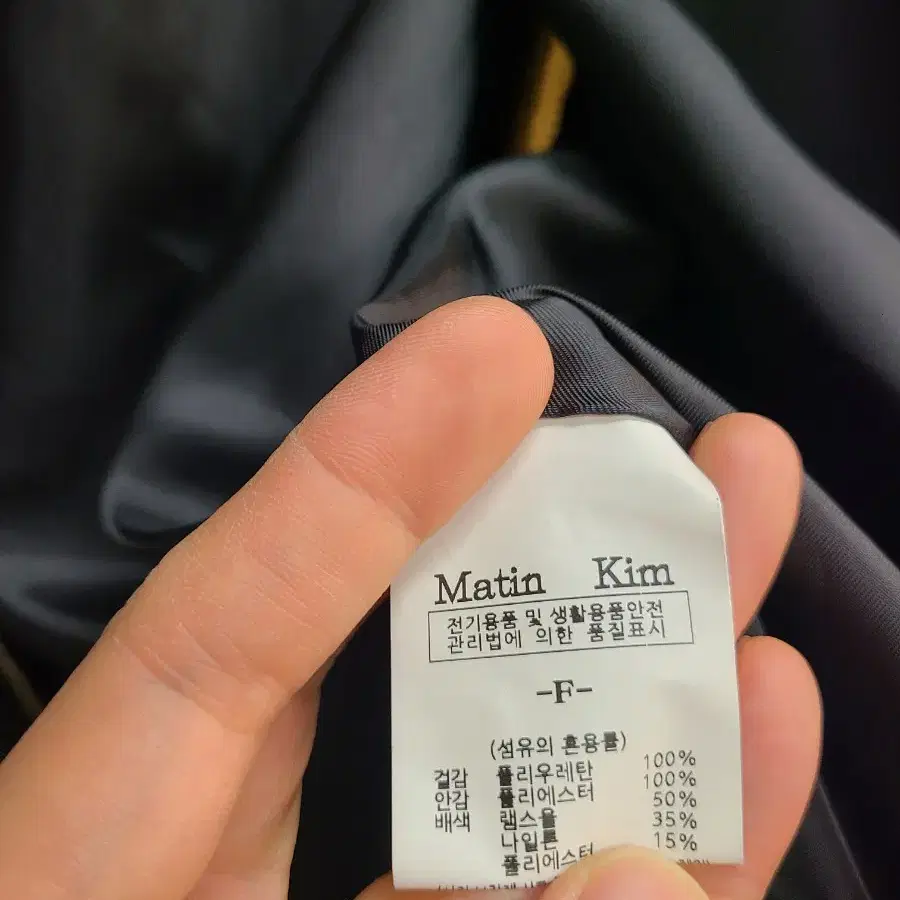 Matin Kim
전기용품 및 생활용품안전
관리법에 의한 품질표시
-F-
(섬유의 혼용률)
겉감 폴리우레탄 100%
안감 폴리에스터 100%
배색 램스울 50%
나일론 35%
폴리에스터 15%